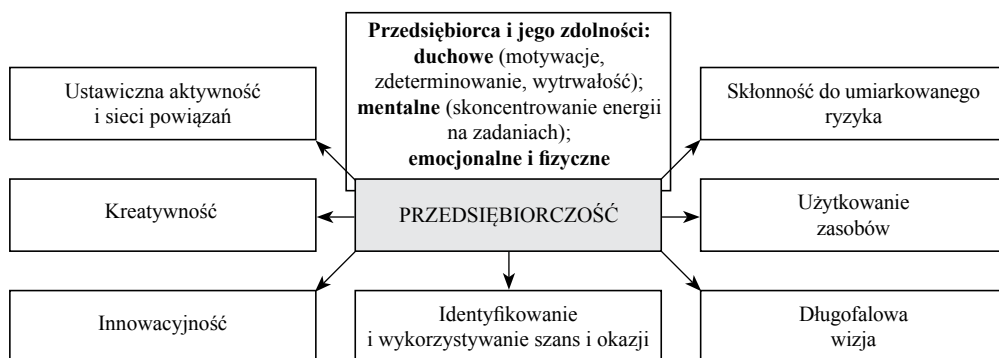 Przedsiębiorca i jego zdolności:
duchowe (motywacje,
zdeterminowanie, wytrwałość);
mentalne (skoncentrowanie energii
na zadaniach);
emocjonalne i fizyczne
Ustawiczna aktywność
i sieci powiązań
Skłonność do umiarkowanego
ryzyka
Kreatywność
PRZEDSIĘBIORCZOŚĆ
Użytkowanie
zasobów
Innowacyjność
Identyfikowanie
i wykorzystywanie szans i okazji
Długofalowa
wizja